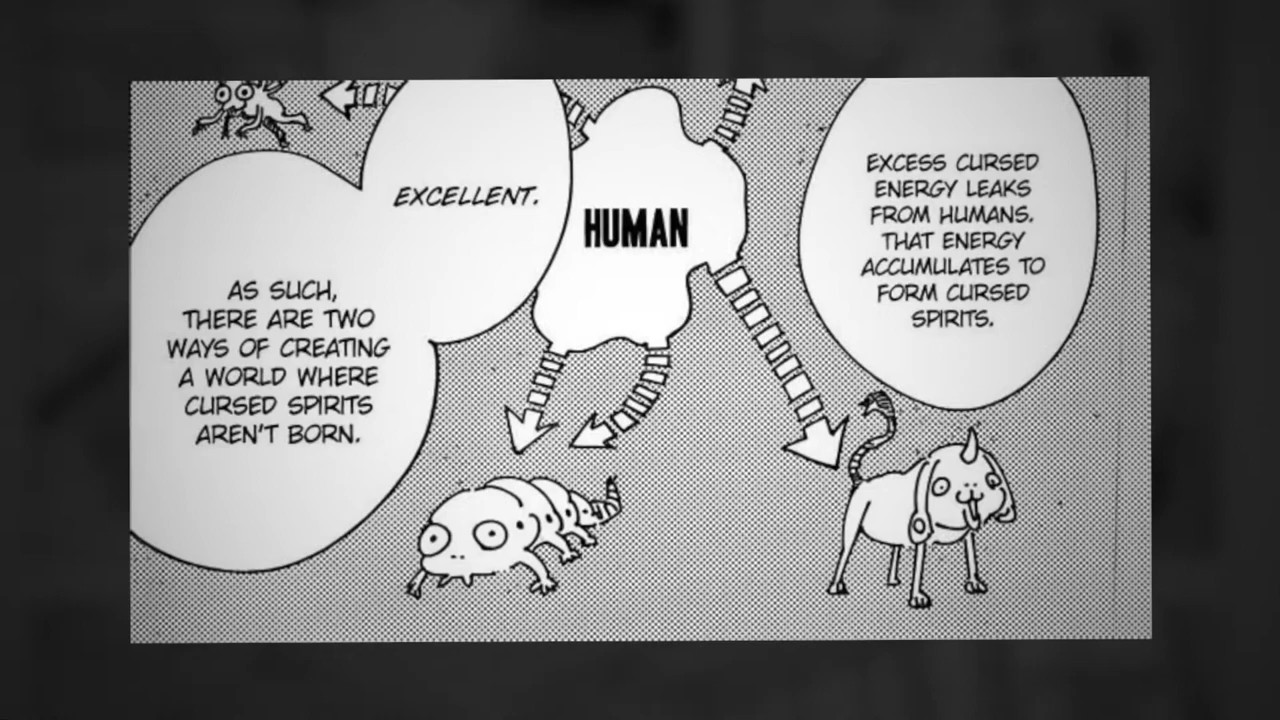 EXCESS CURSED
ENERGY LEAKS
FROM HUMANS.
THAT ENERGY
ACCUMULATES TO
FORM CURSED
SPIRITS.
HUMAN
EXCELLENT.
AS SUCH,
THERE ARE TWO
WAYS OF CREATING
A WORLD WHERE
CURSED SPIRITS
AREN'T BORN.